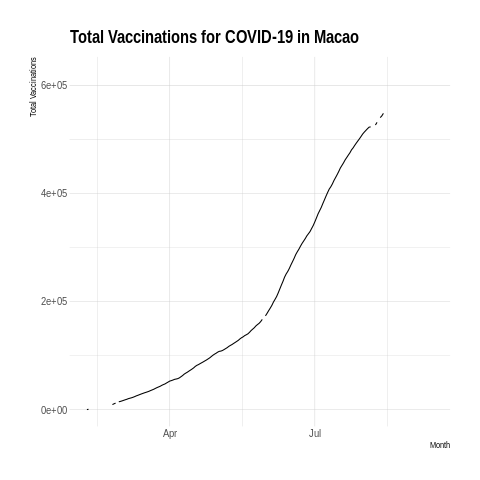 Total Vaccinations for COVID-19 in Macao
Total Vaccinations
6e+05
4e+05
2e+05
0e+00
Apr
Jul
Month